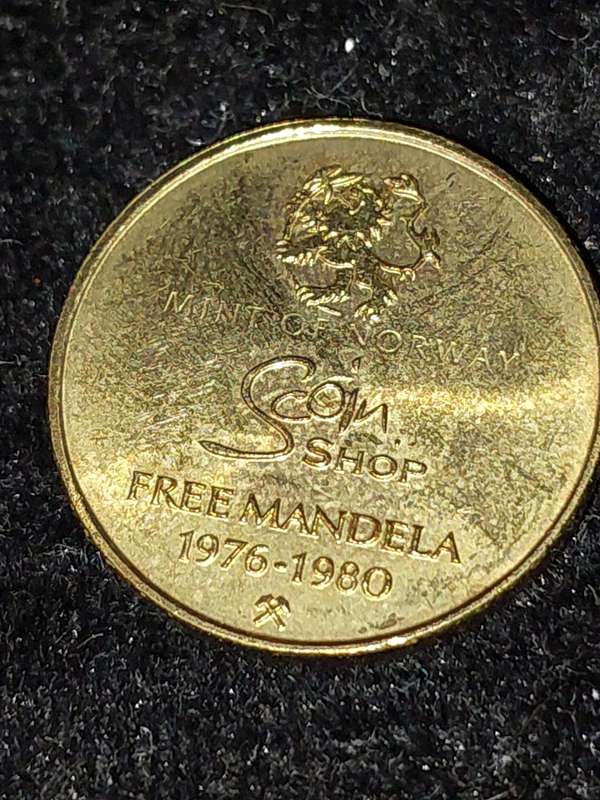 MINT OF NORWAY
Scoin
SHOP
FREE MANDELA
1976-1980